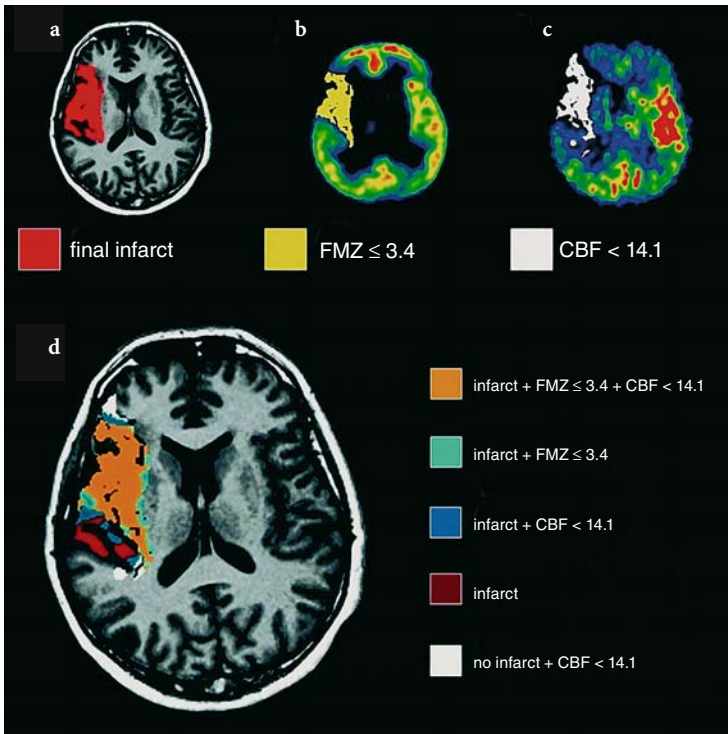 a
b
c
final infarct
FMZ ≤ 3.4
CBF < 14.1
d
infarct + FMZ ≤ 3.4 + CBF < 14.1
infarct + FMZ ≤ 3.4
infarct + CBF < 14.1
infarct
no infarct + CBF < 14.1